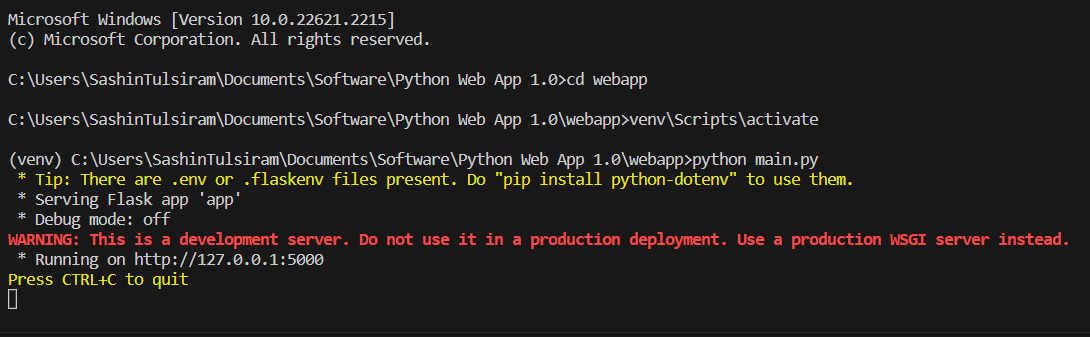 Microsoft Windows [Version 10.0.22621.2215]
(c) Microsoft Corporation. All rights reserved.
C:\Users\SashinTulsiram\Documents\Software\Python Web App 1.0>cd webapp
C:\Users\SashinTulsiram\Documents\Software\Python Web App 1.0\webapp>venv\Scripts\activate
(venv) C:\Users\SashinTulsiram\Documents\Software\Python Web App 1.0\webapp>python main.py
 * Tip: There are .env or .flaskenv files present. Do "pip install python-dotenv" to use them.
 * Serving Flask app 'app'
 * Debug mode: off
WARNING: This is a development server. Do not use it in a production deployment. Use a production WSGI server instead.
 * Running on http://127.0.0.1:5000
Press CTRL+C to quit